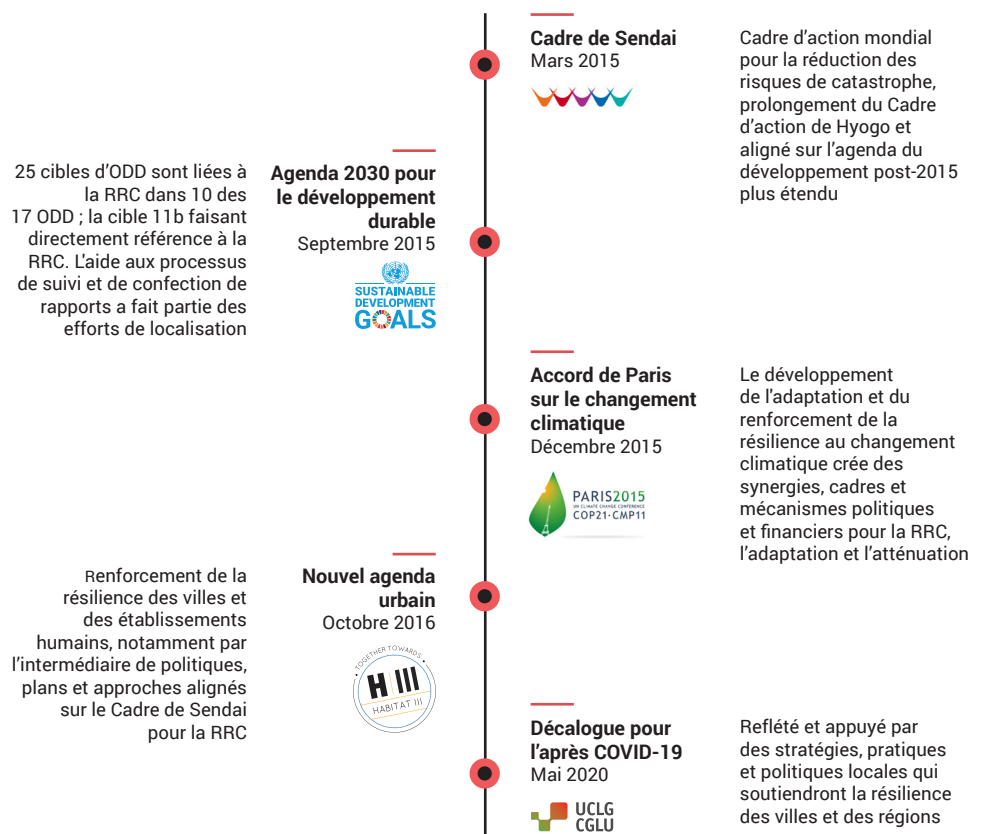 Cadre de Sendai
Mars 2015
Cadre d’action mondial
pour la réduction des
risques de catastrophe,
prolongement du Cadre
d’action de Hyogo et
aligné sur l’agenda du
développement post-2015
plus étendu
25 cibles d’ODD sont liées à
la RRC dans 10 des
17 ODD ; la cible 11b faisant
directement référence à la
RRC. L’aide aux processus
de suivi et de confection de
rapports a fait partie des
efforts de localisation
Agenda 2030 pour
le développement
durable
Septembre 2015
SUSTAINABLE
DEVELOPMENT
GOALS
Accord de Paris
sur le changement
climatique
Décembre 2015
PARIS2015
UN CLIMATE CHANGE CONFERENCE
COP21·CMP11
Le développement
de l’adaptation et du
renforcement de la
résilience au changement
climatique crée des
synergies, cadres et
mécanismes politiques
et financiers pour la RRC,
l’adaptation et l’atténuation
Renforcement de la
résilience des villes et
des établissements
humains, notamment par
l’intermédiaire de politiques,
plans et approches alignés
sur le Cadre de Sendai
pour la RRC
Nouvel agenda
urbain
Octobre 2016
• TOGETHER TOWARDS •
H III
HABITAT III
Décalogue pour
l’après COVID-19
Mai 2020
UCLG
CGLU
Reflété et appuyé par
des stratégies, pratiques
et politiques locales qui
soutiendront la résilience
des villes et des régions